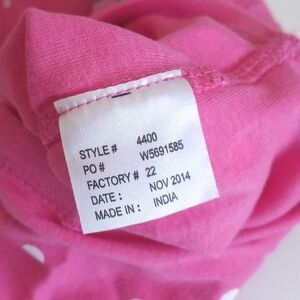 STYLE # 4400
PO # W5691585
FACTORY # 22
DATE : NOV 2014
MADE IN : INDIA